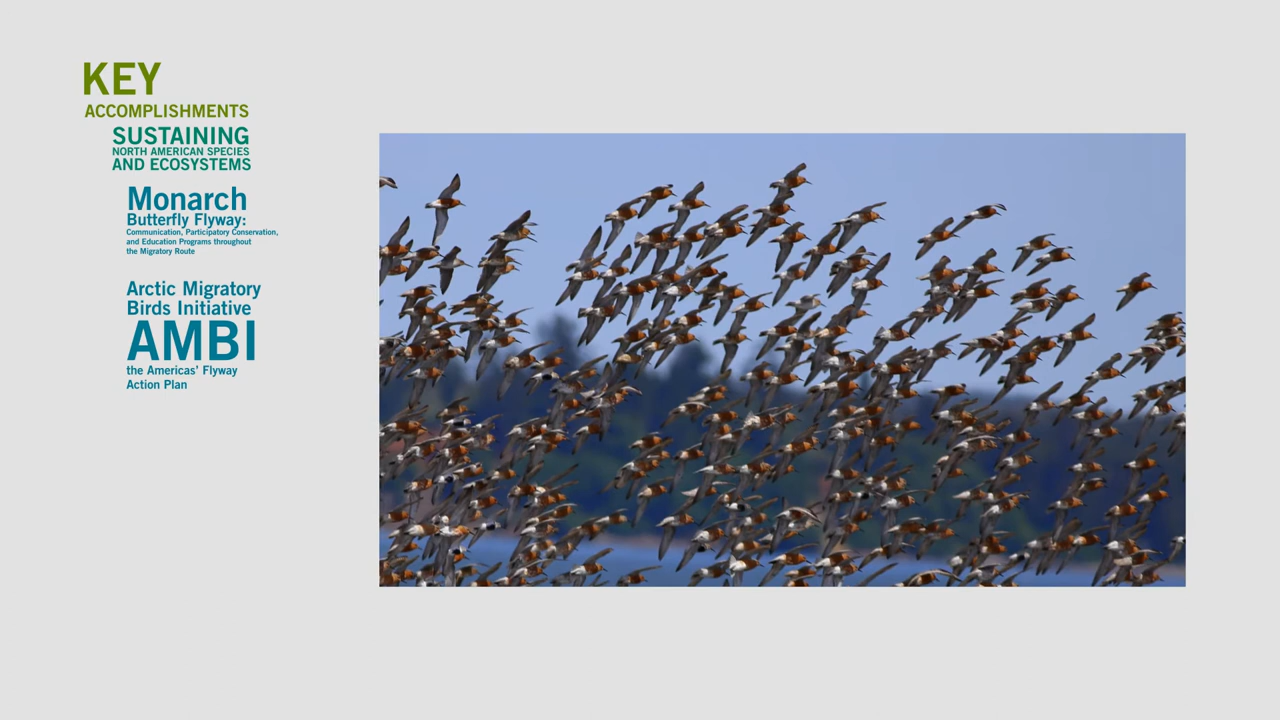 KEY
ACCOMPLISHMENTS
SUSTAINING
NORTH AMERICAN SPECIES
AND ECOSYSTEMS
Monarch
Butterfly Flyway:
Communication, Participatory Conservation,
and Education Programs throughout
the Migratory Route
Arctic Migratory
Birds Initiative
AMBI
the Americas' Flyway
Action Plan